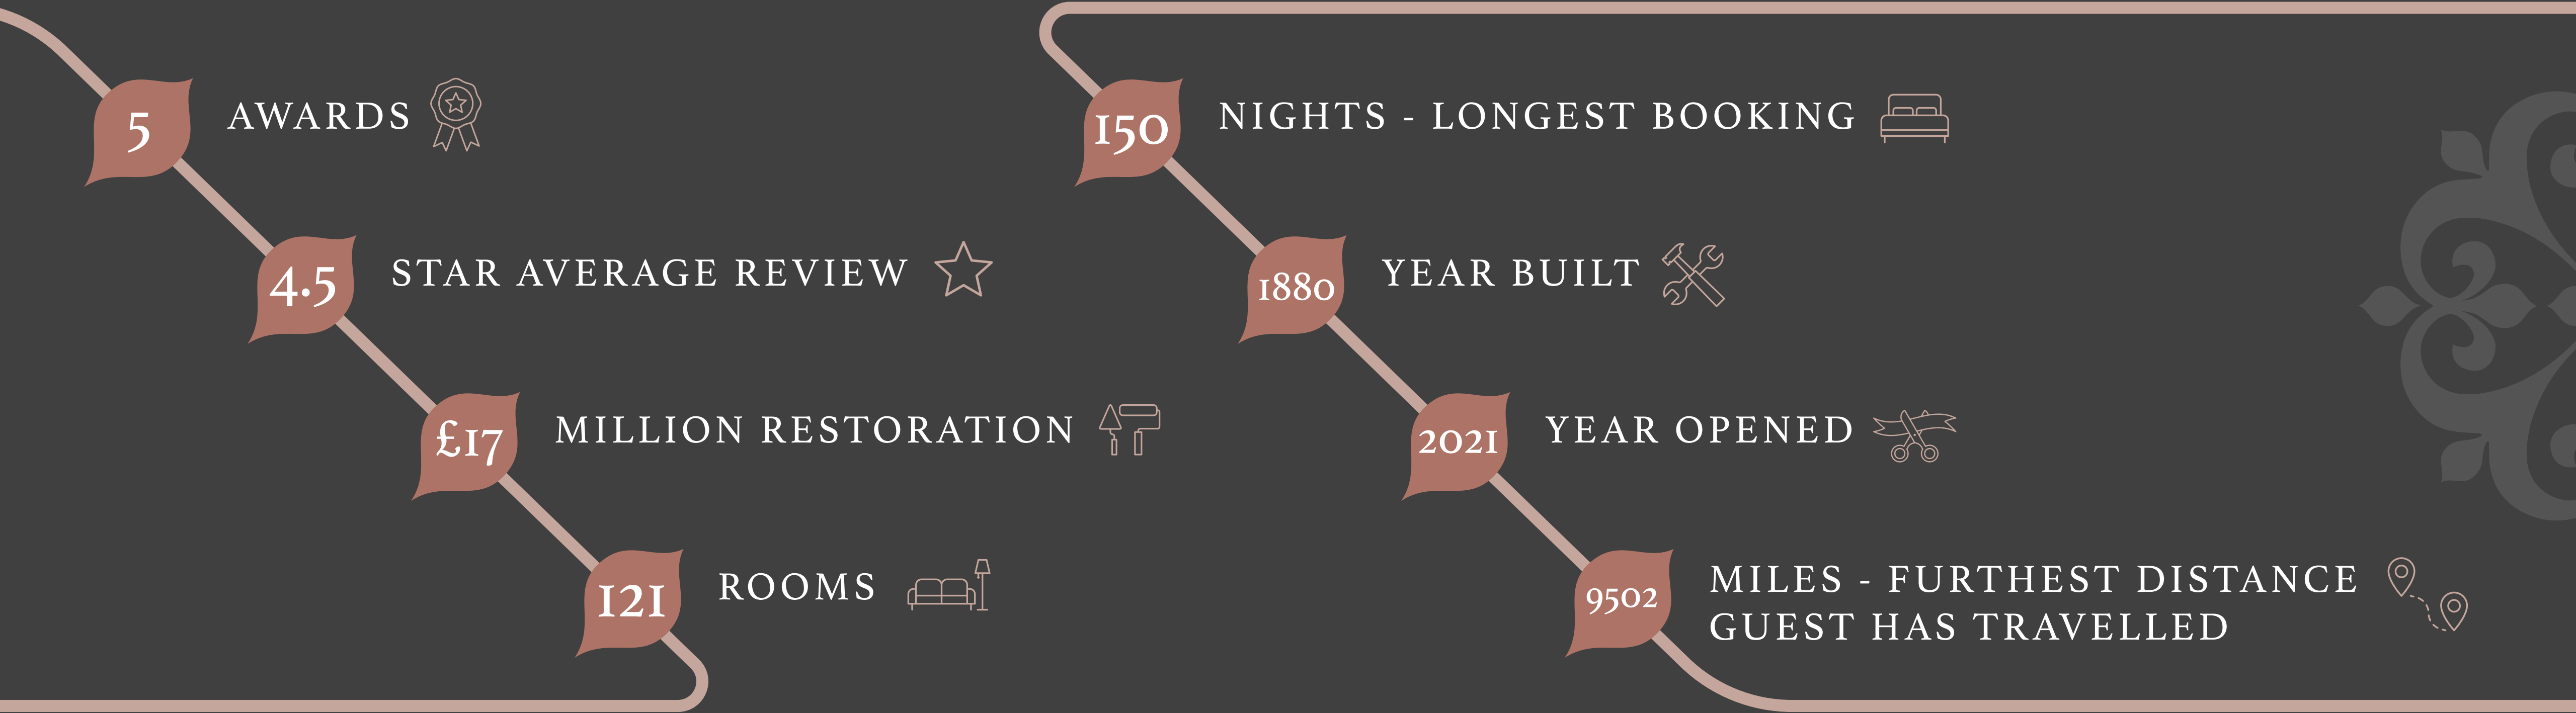 5 AWARDS
4.5 STAR AVERAGE REVIEW
£17 MILLION RESTORATION
121 ROOMS
150 NIGHTS - LONGEST BOOKING
1880 YEAR BUILT
2021 YEAR OPENED
9502 MILES - FURTHEST DISTANCE
GUEST HAS TRAVELLED